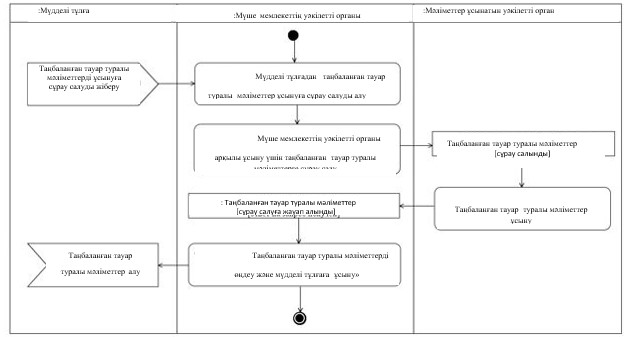 :Мүдделі тұлға
:Мүше мемлекеттің уәкілетті органы
:Мәліметтер ұсынатын уәкілетті орган
Таңбаланған тауар туралы
мәліметтерді ұсынуға
сұрау салуды жіберу
Мүдделі тұлғадан таңбаланған тауар
туралы мәліметтер ұсынуға сұрау салуды алу
Мүше мемлекеттің уәкілетті органы
арқылы ұсыну үшін таңбаланған тауар туралы
мәліметтерге сұрау салу
Таңбаланған тауар туралы мәліметтер
[сұрау салынды]
Таңбаланған тауар туралы мәліметтер
ұсыну
: Таңбаланған тауар туралы мәліметтер
[сұрау салуға жауап алынды]
Таңбаланған тауар туралы мәліметтерді
өңдеу және мүдделі тұлғаға ұсыну»
Таңбаланған тауар
туралы мәліметтер алу